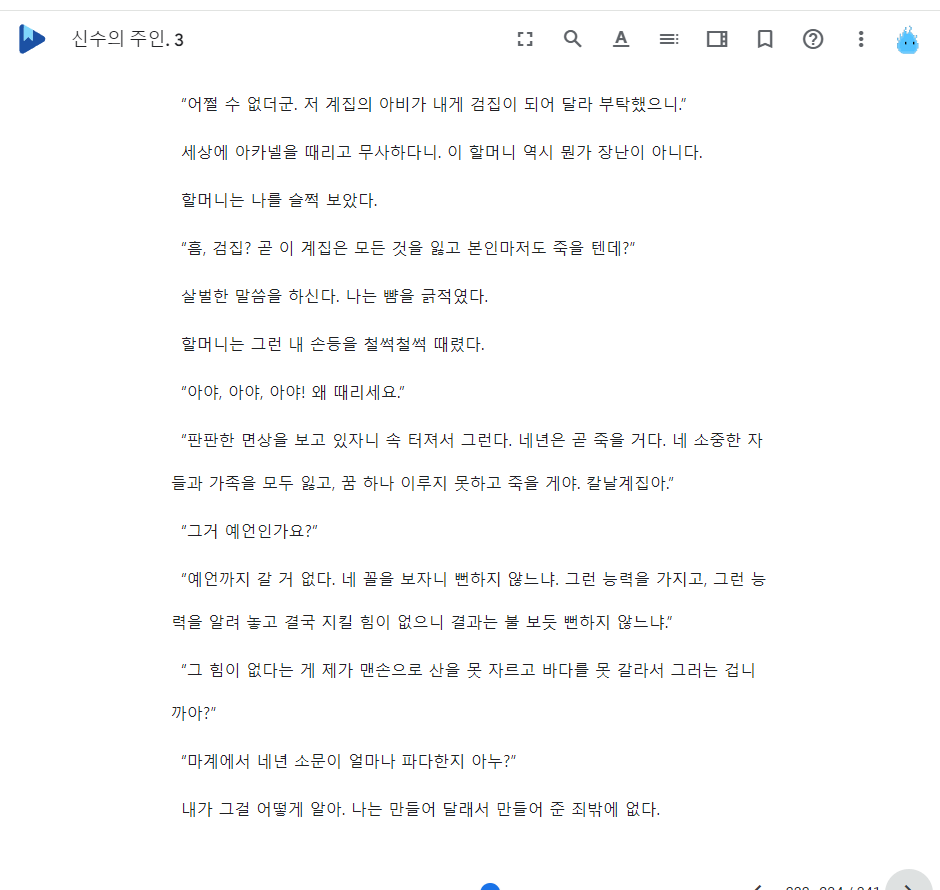 신수의 주인. 3
“어쩔 수 없더군. 저 계집의 아비가 내게 검집이 되어 달라 부탁했으니.”
세상에 아카넬을 때리고 무사하다니. 이 할머니 역시 뭔가 장난이 아니다.
할머니는 나를 슬쩍 보았다.
“흠, 검집? 곧 이 계집은 모든 것을 잃고 본인마저도 죽을 텐데?”
살벌한 말씀을 하신다. 나는 뺨을 긁적였다.
할머니는 그런 내 손등을 철썩철썩 때렸다.
“아야, 아야, 아야! 왜 때리세요.”
“판판한 면상을 보고 있자니 속 터져서 그런다. 네년은 곧 죽을 거다. 네 소중한 자
들과 가족을 모두 잃고, 꿈 하나 이루지 못하고 죽을 게야. 칼날계집아.”
“그거 예언인가요?”
“예언까지 갈 거 없다. 네 꼴을 보자니 뻔하지 않느냐. 그런 능력을 가지고, 그런 능
력을 알려 놓고 결국 지킬 힘이 없으니 결과는 불 보듯 뻔하지 않느냐.”
“그 힘이 없다는 게 제가 맨손으로 산을 못 자르고 바다를 못 갈라서 그러는 겁니
까아?”
“마계에서 네년 소문이 얼마나 파다한지 아누?”
내가 그걸 어떻게 알아. 나는 만들어 달래서 만들어 준 죄밖에 없다.